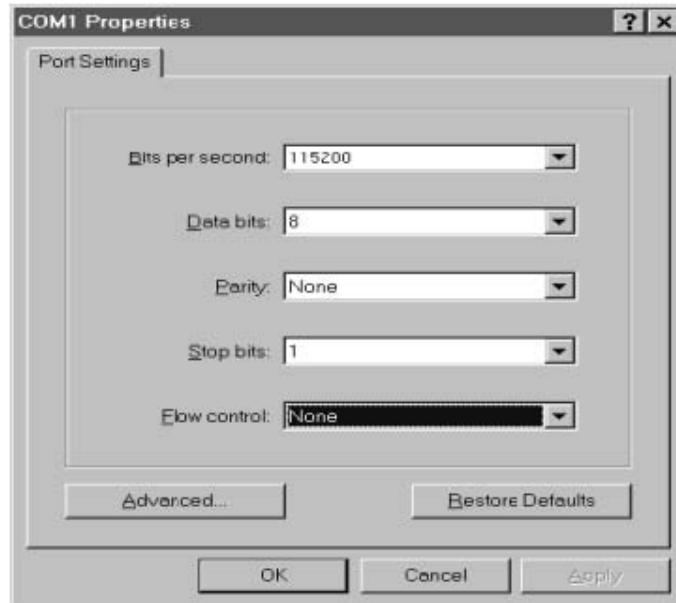 COM1 Properties
Port Settings
Bits per second: 115200
Data bits: 8
Parity: None
Stop bits: 1
Flow control: None
Advanced...
Restore Defaults
OK
Cancel
Apply